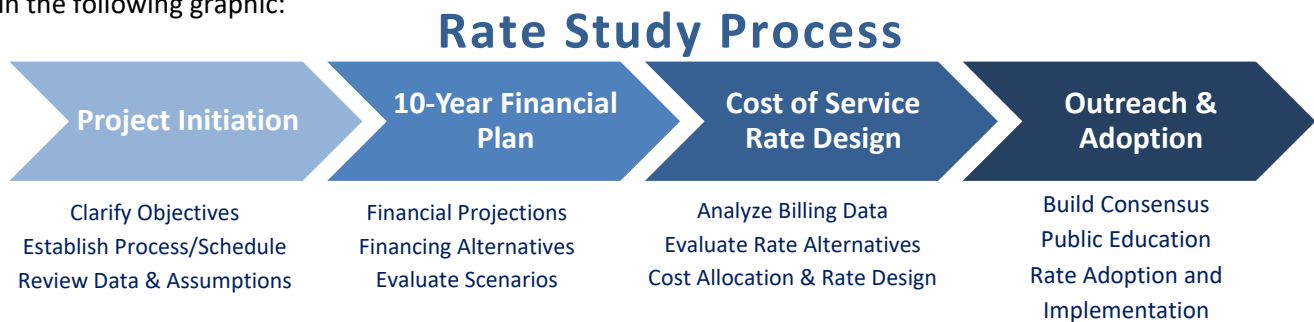 in the following graphic:
Rate Study Process
Project Initiation
10-Year Financial
Plan
Cost of Service
Rate Design
Outreach &
Adoption
Clarify Objectives
Establish Process/Schedule
Review Data & Assumptions
Financial Projections
Financing Alternatives
Evaluate Scenarios
Analyze Billing Data
Evaluate Rate Alternatives
Cost Allocation & Rate Design
Build Consensus
Public Education
Rate Adoption and
Implementation